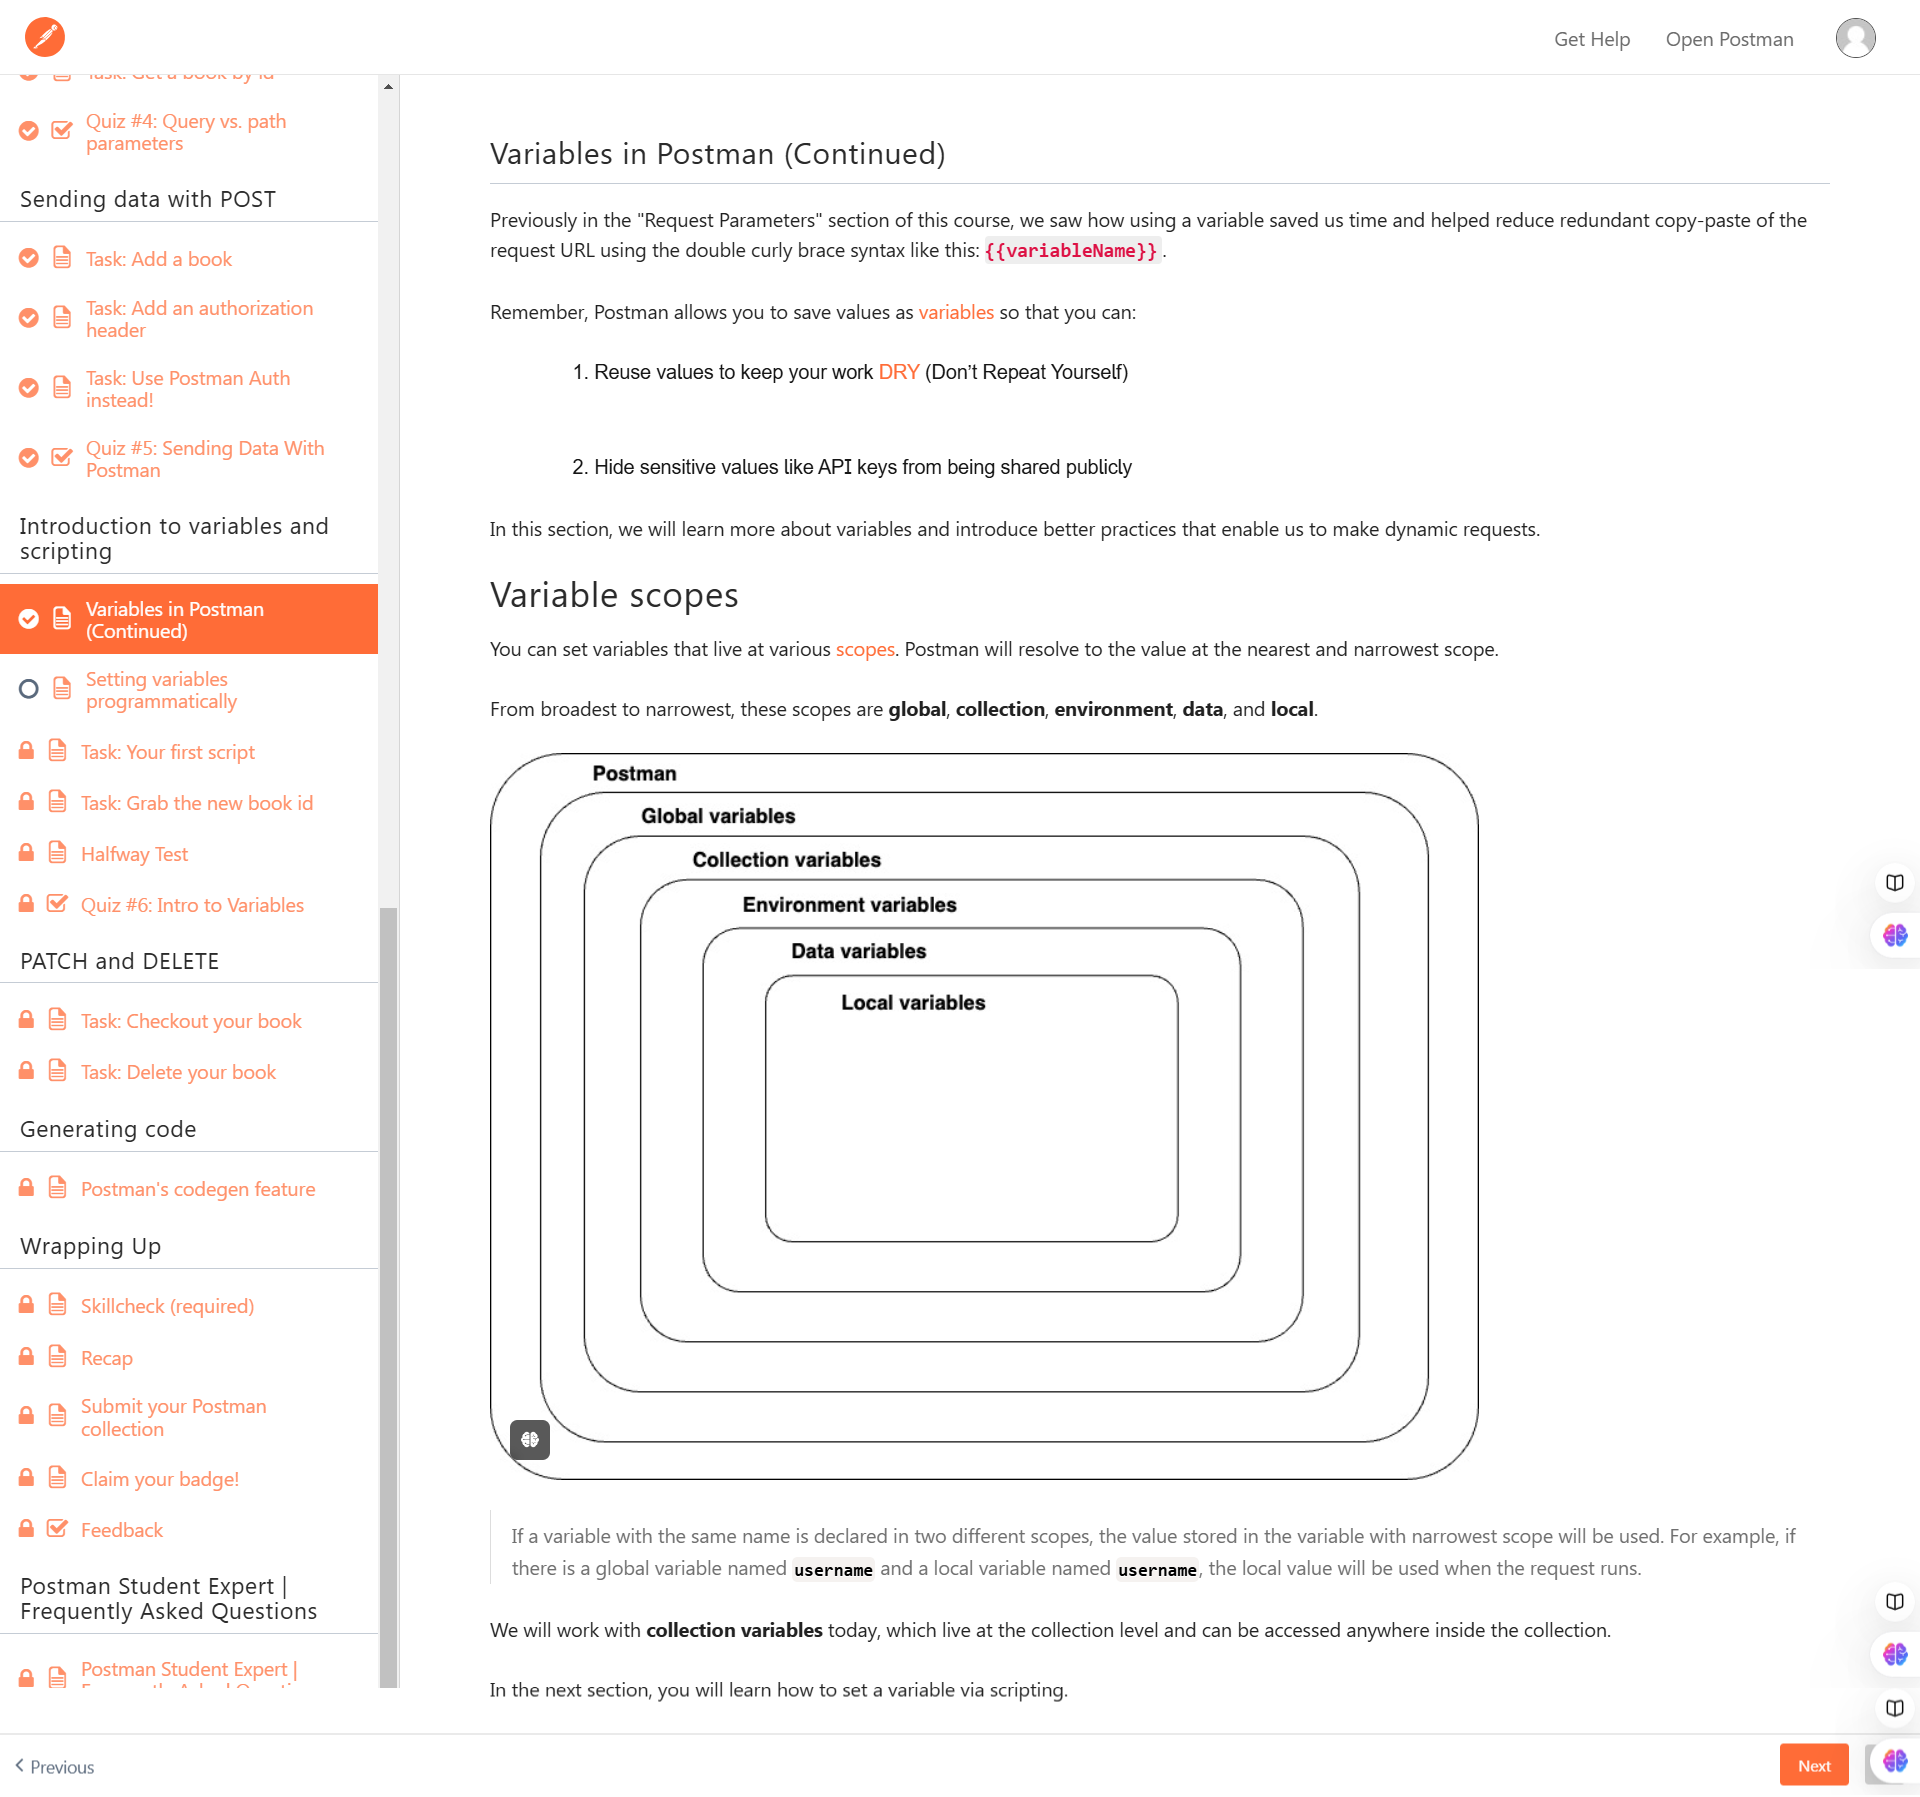 Get Help
Open Postman
Task: Get a book by id
Quiz #4: Query vs. path
parameters
Sending data with POST
Task: Add a book
Task: Add an authorization
header
Task: Use Postman Auth
instead!
Quiz #5: Sending Data With
Postman
Introduction to variables and
scripting
Variables in Postman
(Continued)
Setting variables
programmatically
Task: Your first script
Task: Grab the new book id
Halfway Test
Quiz #6: Intro to Variables
PATCH and DELETE
Task: Checkout your book
Task: Delete your book
Generating code
Postman's codegen feature
Wrapping Up
Skillcheck (required)
Recap
Submit your Postman
collection
Claim your badge!
Feedback
Postman Student Expert |
Frequently Asked Questions
Postman Student Expert |
Variables in Postman (Continued)
Previously in the "Request Parameters" section of this course, we saw how using a variable saved us time and helped reduce redundant copy-paste of the
request URL using the double curly brace syntax like this: {{variableName}}.
Remember, Postman allows you to save values as variables so that you can:
1. Reuse values to keep your work DRY (Don’t Repeat Yourself)
2. Hide sensitive values like API keys from being shared publicly
In this section, we will learn more about variables and introduce better practices that enable us to make dynamic requests.
Variable scopes
You can set variables that live at various scopes. Postman will resolve to the value at the nearest and narrowest scope.
From broadest to narrowest, these scopes are global, collection, environment, data, and local.
Postman
Global variables
Collection variables
Environment variables
Data variables
Local variables
If a variable with the same name is declared in two different scopes, the value stored in the variable with narrowest scope will be used. For example, if
there is a global variable named username and a local variable named username, the local value will be used when the request runs.
We will work with collection variables today, which live at the collection level and can be accessed anywhere inside the collection.
In the next section, you will learn how to set a variable via scripting.
Previous
Next